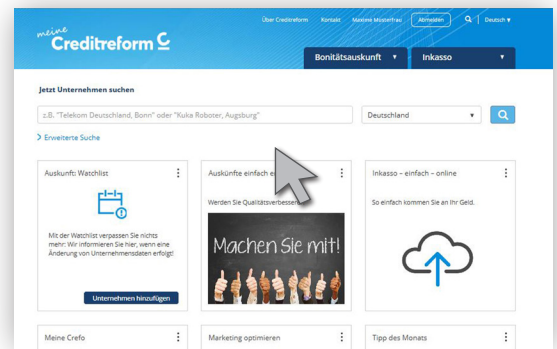 Über Creditreform Kontakt Maxime Musterfrau Abmelden Deutsch
meine
Creditreform C
Bonitätsauskunft Inkasso
Jetzt Unternehmen suchen
z.B. "Telekom Deutschland, Bonn" oder "Kuka Roboter, Augsburg"
Deutschland
Erweiterte Suche
Auskunft: Watchlist
Mit der Watchlist verpassen Sie nichts
mehr: Wir informieren Sie hier, wenn eine
Änderung von Unternehmensdaten erfolgt!
Unternehmen hinzufügen
Auskünfte einfach e
Werden Sie Qualitätsverbesser
Machen Sie mit!
Inkasso – einfach – online
So einfach kommen Sie an Ihr Geld.
Meine Crefo
Marketing optimieren
Tipp des Monats